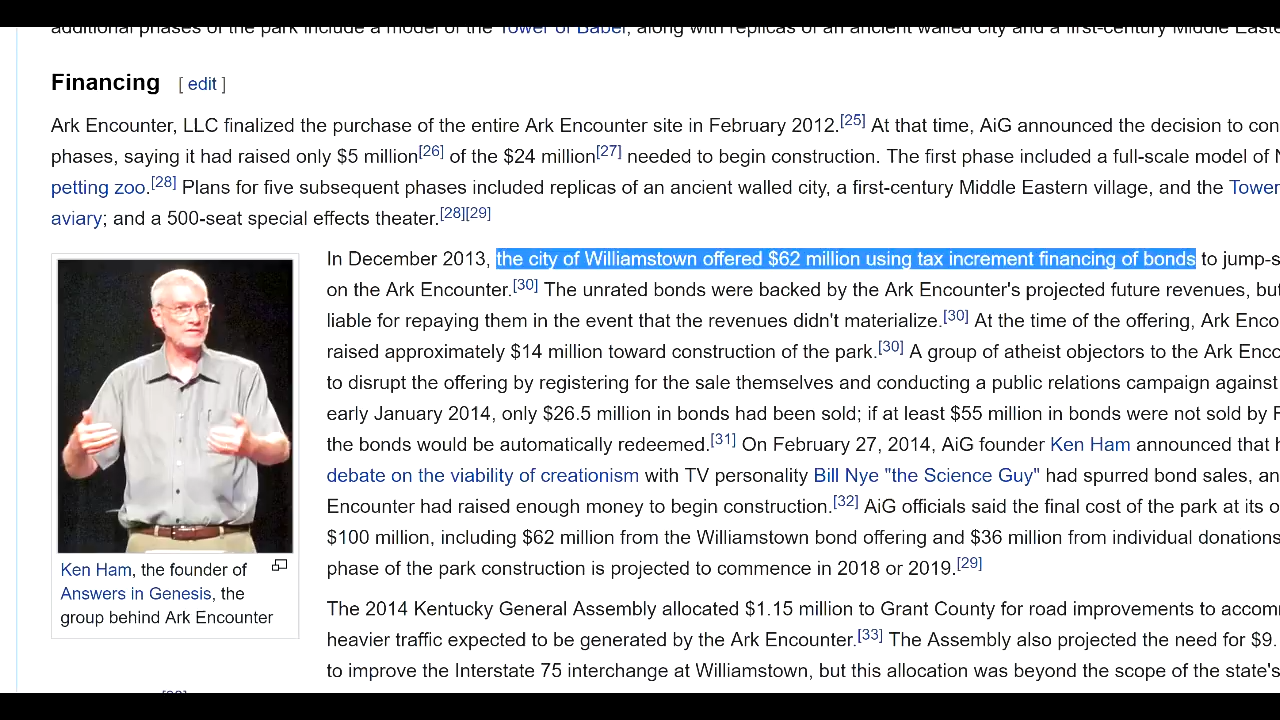 additional phases of the park include a model of the Tower of Babel, along with replicas of an ancient walled city and a first-century Middle Easte
Financing [ edit ]
Ark Encounter, LLC finalized the purchase of the entire Ark Encounter site in February 2012.[25] At that time, AiG announced the decision to con
phases, saying it had raised only $5 million[26] of the $24 million[27] needed to begin construction. The first phase included a full-scale model of N
petting zoo.[28] Plans for five subsequent phases included replicas of an ancient walled city, a first-century Middle Eastern village, and the Tower
aviary; and a 500-seat special effects theater.[28][29]
In December 2013, the city of Williamstown offered $62 million using tax increment financing of bonds to jump-s
on the Ark Encounter.[30] The unrated bonds were backed by the Ark Encounter's projected future revenues, but
liable for repaying them in the event that the revenues didn't materialize.[30] At the time of the offering, Ark Enco
raised approximately $14 million toward construction of the park.[30] A group of atheist objectors to the Ark Enco
to disrupt the offering by registering for the sale themselves and conducting a public relations campaign against
early January 2014, only $26.5 million in bonds had been sold; if at least $55 million in bonds were not sold by F
the bonds would be automatically redeemed.[31] On February 27, 2014, AiG founder Ken Ham announced that h
debate on the viability of creationism with TV personality Bill Nye "the Science Guy" had spurred bond sales, an
Encounter had raised enough money to begin construction.[32] AiG officials said the final cost of the park at its o
$100 million, including $62 million from the Williamstown bond offering and $36 million from individual donations
phase of the park construction is projected to commence in 2018 or 2019.[29]
Ken Ham, the founder of
Answers in Genesis, the
group behind Ark Encounter
The 2014 Kentucky General Assembly allocated $1.15 million to Grant County for road improvements to accom
heavier traffic expected to be generated by the Ark Encounter.[33] The Assembly also projected the need for $9.
to improve the Interstate 75 interchange at Williamstown, but this allocation was beyond the scope of the state's